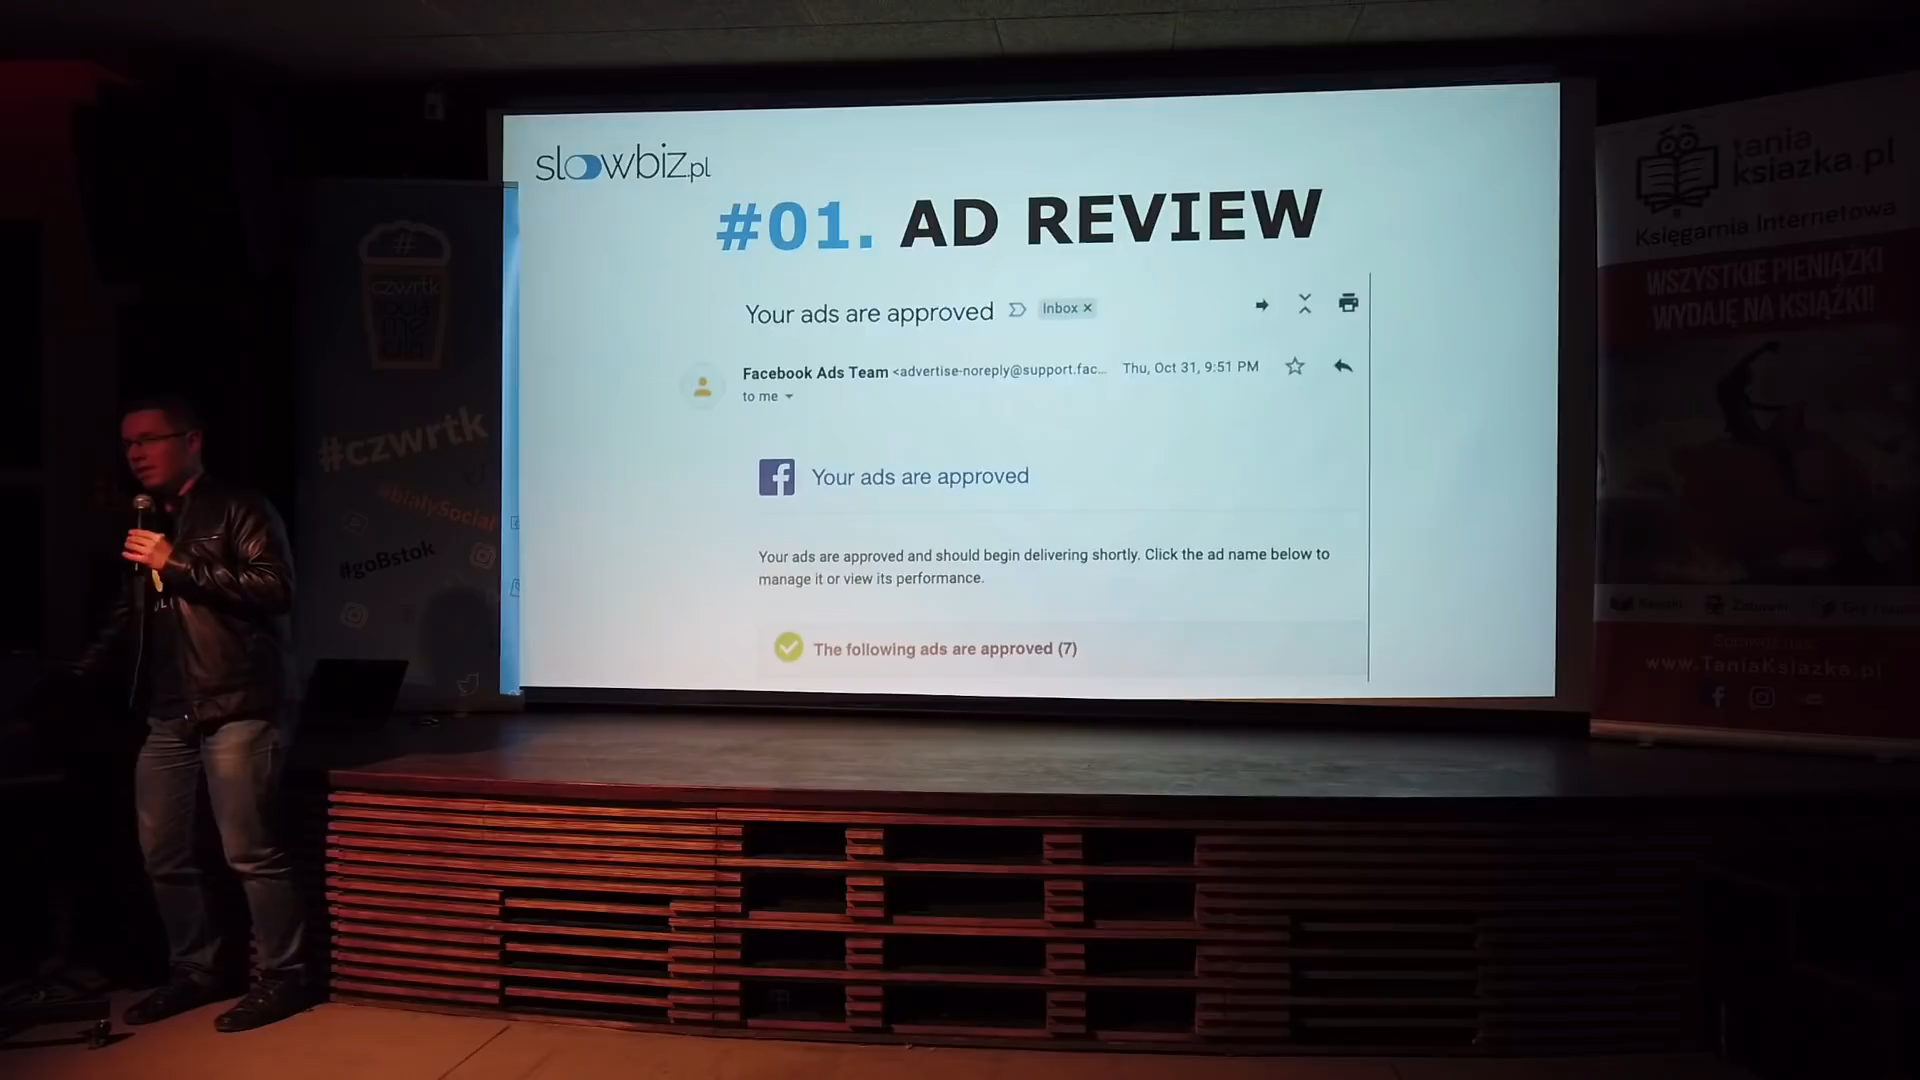 slowbiz.pl
#01. AD REVIEW
Your ads are approved Inbox ×
Facebook Ads Team <advertise-noreply@support.fac... Thu, Oct 31, 9:51 PM
to me
Your ads are approved
Your ads are approved and should begin delivering shortly. Click the ad name below to
manage it or view its performance.
The following ads are approved (7)
#
czwrtk
#czwrtk
#białySocial
#goBstok
tania
ksiazka.pl
Księgarnia Internetowa
WSZYSTKIE PIENIĄŻKI
WYDAJĘ NA KSIĄŻKI!
www.TaniaKsiazka.pl